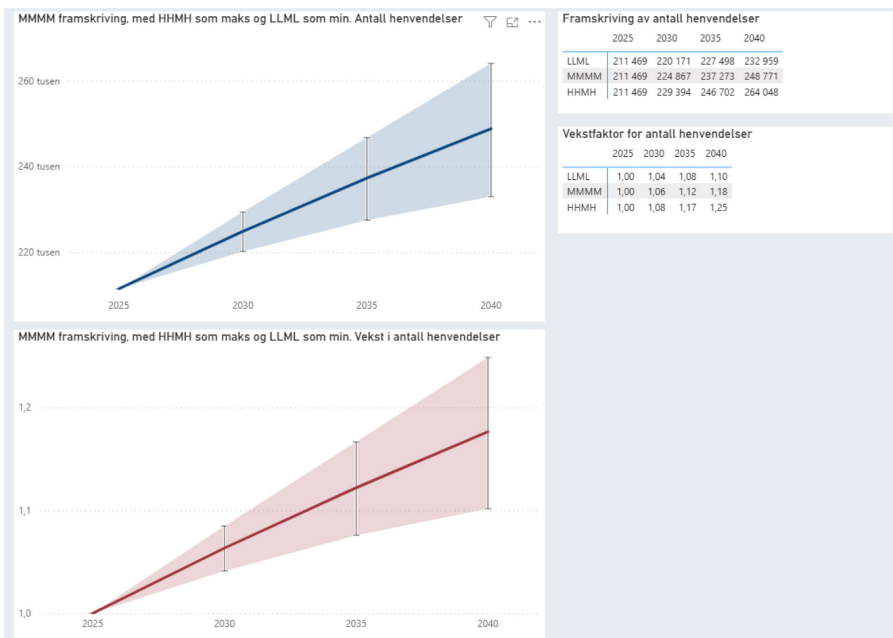 MMMM framskriving, med HHMH som maks og LLML som min. Antall henvendelser
260 tusen
240 tusen
220 tusen
2025 2030 2035 2040
MMMM framskriving, med HHMH som maks og LLML som min. Vekst i antall henvendelser
1,2
1,1
1,0
2025 2030 2035 2040
Framskriving av antall henvendelser
2025 2030 2035 2040
LLML 211 469 220 171 227 498 232 959
MMMM 211 469 224 867 237 273 248 771
HHMH 211 469 229 394 246 702 264 048
Vekstfaktor for antall henvendelser
2025 2030 2035 2040
LLML 1,00 1,04 1,08 1,10
MMMM 1,00 1,06 1,12 1,18
HHMH 1,00 1,08 1,17 1,25